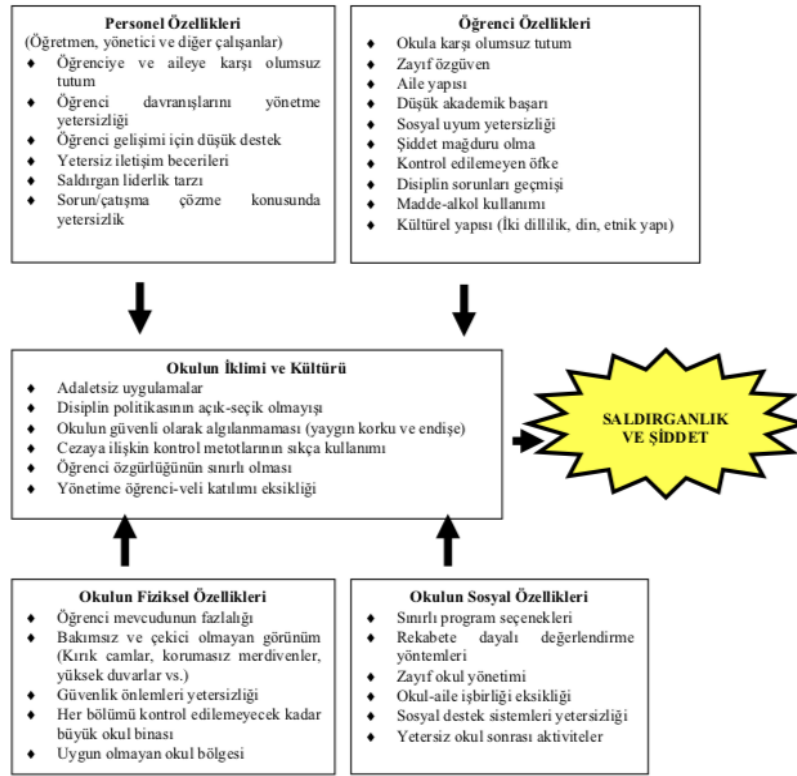 Personel Özellikleri
(Öğretmen, yönetici ve diğer çalışanlar)
♦ Öğrenciye ve aileye karşı olumsuz
tutum
♦ Öğrenci davranışlarını yönetme
yetersizliği
♦ Öğrenci gelişimi için düşük destek
♦ Yetersiz iletişim becerileri
♦ Saldırgan liderlik tarzı
♦ Sorun/çatışma çözme konusunda
yetersizlik
Öğrenci Özellikleri
♦ Okula karşı olumsuz tutum
♦ Zayıf özgüven
♦ Aile yapısı
♦ Düşük akademik başarı
♦ Sosyal uyum yetersizliği
♦ Şiddet mağduru olma
♦ Kontrol edilemeyen öfke
♦ Disiplin sorunları geçmişi
♦ Madde-alkol kullanımı
♦ Kültürel yapısı (İki dillilik, din, etnik yapı)
Okulun İklimi ve Kültürü
♦ Adaletsiz uygulamalar
♦ Disiplin politikasının açık-seçik olmayışı
♦ Okulun güvenli olarak algılanmaması (yaygın korku ve endişe)
♦ Cezaya ilişkin kontrol metotlarının sıkça kullanımı
♦ Öğrenci özgürlüğünün sınırlı olması
♦ Yönetime öğrenci-veli katılımı eksikliği
SALDIRGANLIK
VE ŞİDDET
Okulun Fiziksel Özellikleri
♦ Öğrenci mevcudunun fazlalığı
♦ Bakımsız ve çekici olmayan görünüm
(Kırık camlar, korumasız merdivenler,
yüksek duvarlar vs.)
♦ Güvenlik önlemleri yetersizliği
♦ Her bölümü kontrol edilemeyecek kadar
büyük okul binası
♦ Uygun olmayan okul bölgesi
Okulun Sosyal Özellikleri
♦ Sınırlı program seçenekleri
♦ Rekabete dayalı değerlendirme
yöntemleri
♦ Zayıf okul yönetimi
♦ Okul-aile işbirliği eksikliği
♦ Sosyal destek sistemleri yetersizliği
♦ Yetersiz okul sonrası aktiviteler